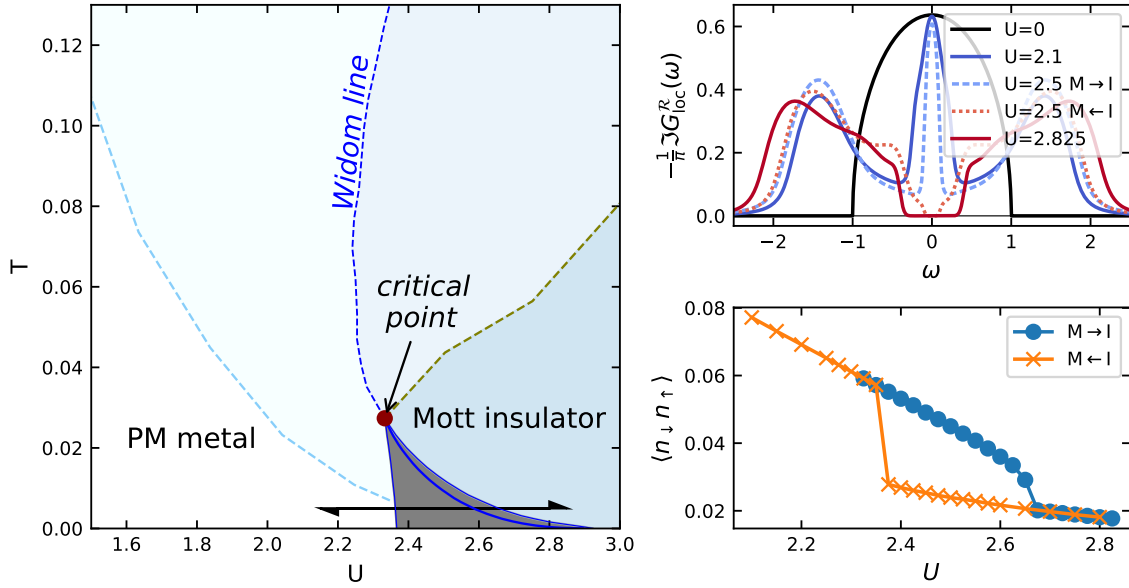 0.00
0.02
0.04
0.06
0.08
0.10
0.12
T
1.6
1.8
2.0
2.2
2.4
2.6
2.8
3.0
U
Widom line
critical
point
PM metal
Mott insulator
0.0
0.2
0.4
0.6
−2
−1
0
1
2
ω
−1/π ℑG^ℛ_loc(ω)
U=0
U=2.1
U=2.5 M→I
U=2.5 M←I
U=2.825
0.02
0.04
0.06
0.08
2.2
2.4
2.6
2.8
U
⟨n↓ n↑⟩
M→I
M←I